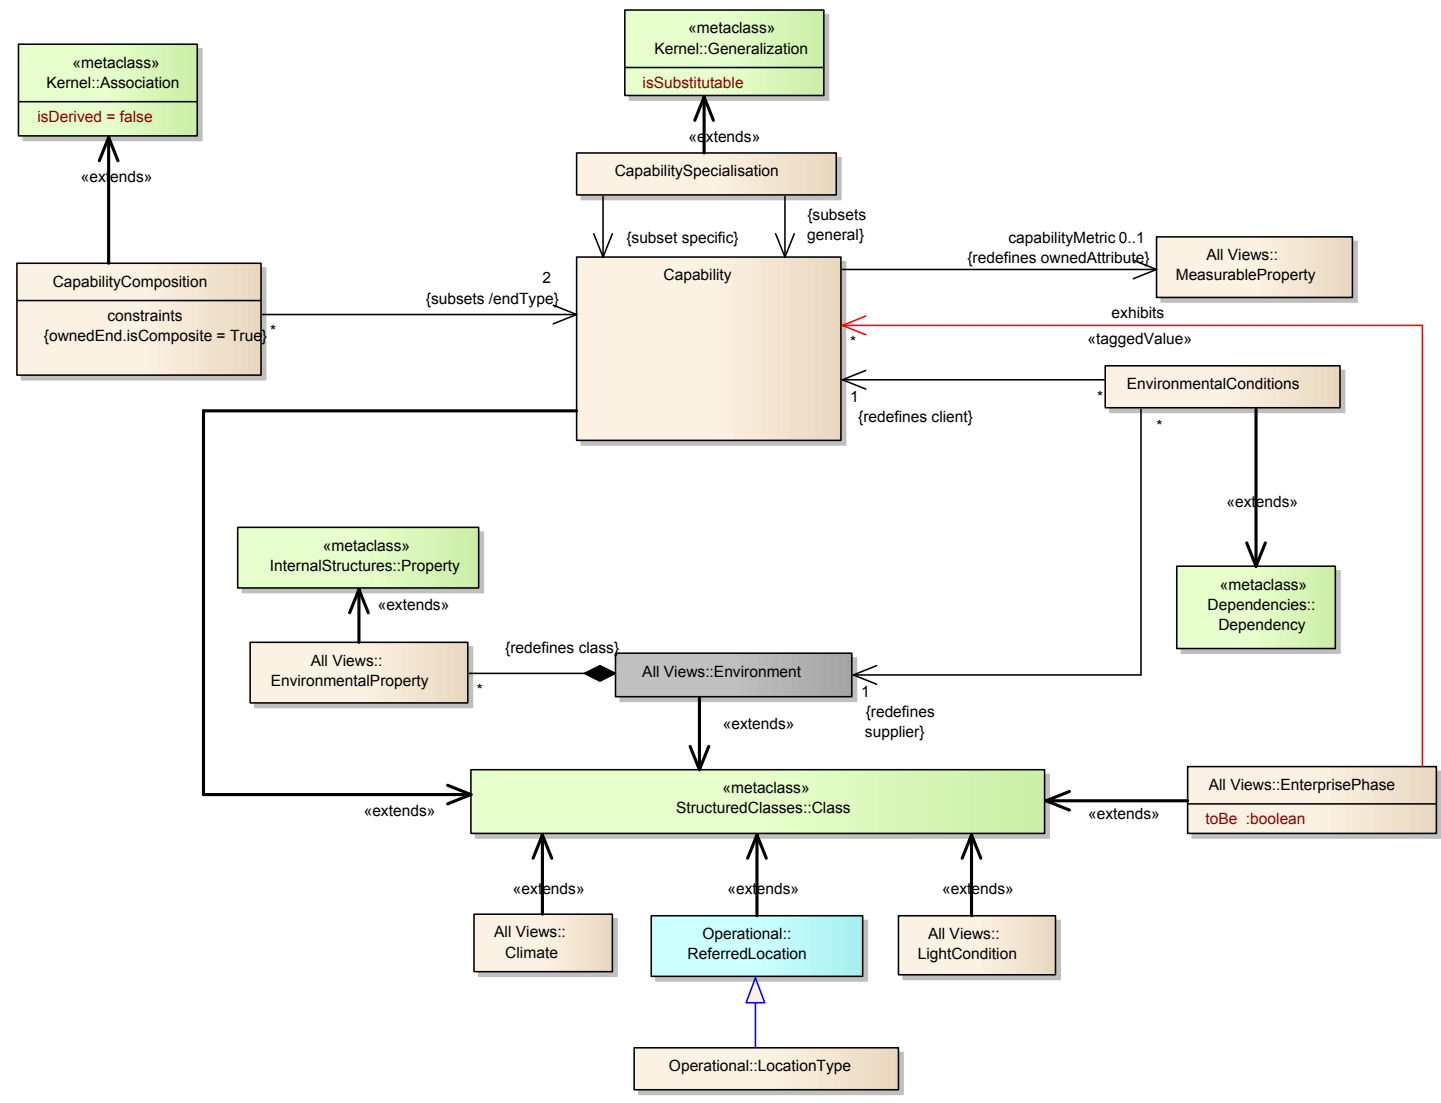 «metaclass»
Kernel::Generalization
isSubstitutable
«metaclass»
Kernel::Association
isDerived = false
«extends»
«extends»
CapabilitySpecialisation
{subset specific}
{subsets
general}
CapabilityComposition
constraints
{ownedEnd.isComposite = True}
*
2
{subsets /endType}
Capability
capabilityMetric 0..1
{redefines ownedAttribute}
All Views::
MeasurableProperty
exhibits
*
«taggedValue»
EnvironmentalConditions
*
1
{redefines client}
*
«extends»
«metaclass»
Dependencies::
Dependency
«metaclass»
InternalStructures::Property
«extends»
All Views::
EnvironmentalProperty
*
{redefines class}
All Views::Environment
1
{redefines
supplier}
«extends»
«extends»
«metaclass»
StructuredClasses::Class
«extends»
All Views::EnterprisePhase
toBe :boolean
«extends»
«extends»
«extends»
All Views::
Climate
Operational::
ReferredLocation
All Views::
LightCondition
Operational::LocationType